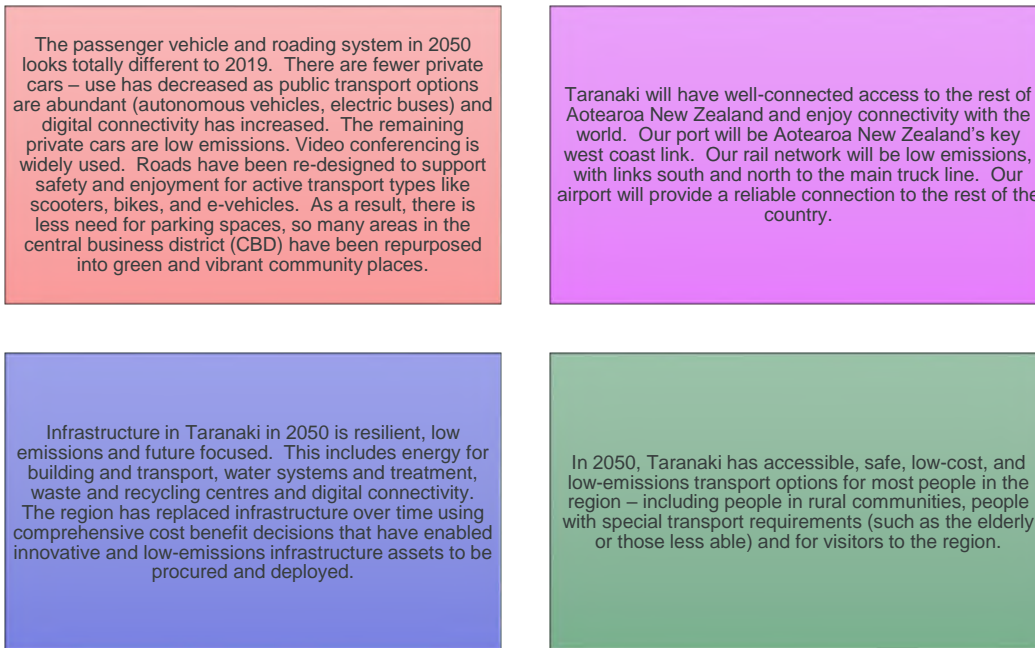 The passenger vehicle and roading system in 2050
looks totally different to 2019.  There are fewer private
cars – use has decreased as public transport options
are abundant (autonomous vehicles, electric buses) and
digital connectivity has increased.  The remaining
private cars are low emissions. Video conferencing is
widely used.  Roads have been re-designed to support
safety and enjoyment for active transport types like
scooters, bikes, and e-vehicles.  As a result, there is
less need for parking spaces, so many areas in the
central business district (CBD) have been repurposed
into green and vibrant community places.
Taranaki will have well-connected access to the rest of
Aotearoa New Zealand and enjoy connectivity with the
world.  Our port will be Aotearoa New Zealand's key
west coast link.  Our rail network will be low emissions,
with links south and north to the main truck line.  Our
airport will provide a reliable connection to the rest of the
country.
Infrastructure in Taranaki in 2050 is resilient, low
emissions and future focused.  This includes energy for
building and transport, water systems and treatment,
waste and recycling centres and digital connectivity.
The region has replaced infrastructure over time using
comprehensive cost benefit decisions that have enabled
innovative and low-emissions infrastructure assets to be
procured and deployed.
In 2050, Taranaki has accessible, safe, low-cost, and
low-emissions transport options for most people in the
region – including people in rural communities, people
with special transport requirements (such as the elderly
or those less able) and for visitors to the region.